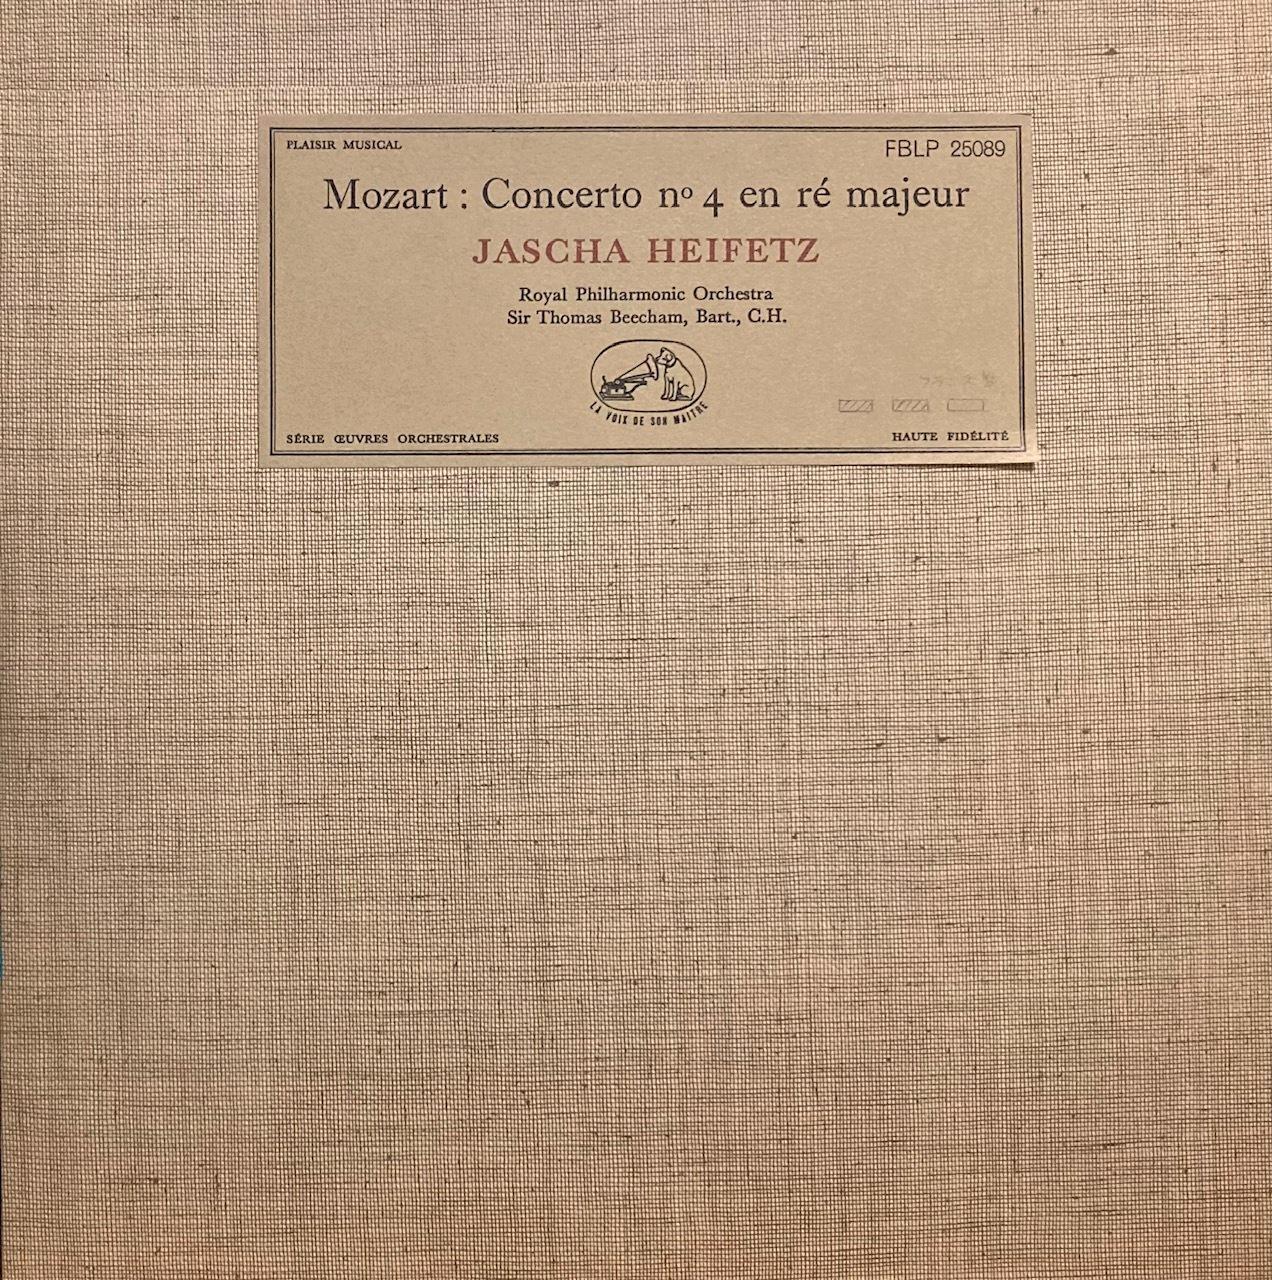 PLAISIR MUSICAL
FBLP 25089
Mozart : Concerto nº 4 en ré majeur
JASCHA HEIFETZ
Royal Philharmonic Orchestra
Sir Thomas Beecham, Bart., C.H.
LA VOIX DE SON MAITRE
SÉRIE ŒUVRES ORCHESTRALES
HAUTE FIDÉLITÉ